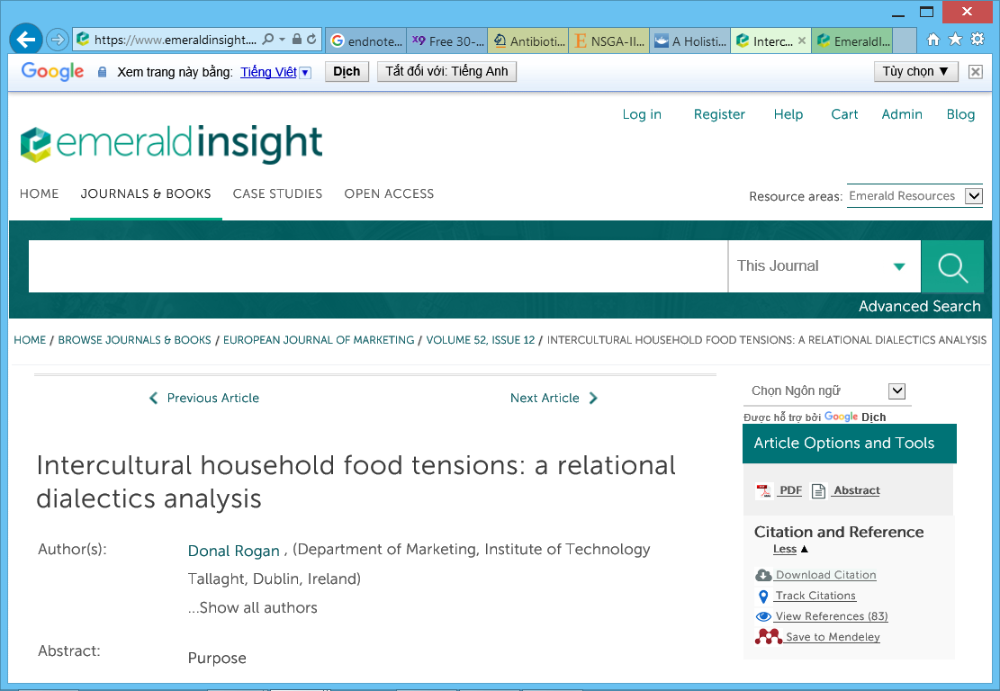 https://www.emeraldinsight....
endnote...
Free 30-...
Antibioti...
NSGA-II...
A Holisti...
Interc...
EmeraldI...
Google Xem trang này bằng: Tiếng Việt Dịch Tắt đối với: Tiếng Anh Tùy chọn ▼
Log in Register Help Cart Admin Blog
emeraldinsight
HOME JOURNALS & BOOKS CASE STUDIES OPEN ACCESS
Resource areas: Emerald Resources
This Journal
Advanced Search
HOME / BROWSE JOURNALS & BOOKS / EUROPEAN JOURNAL OF MARKETING / VOLUME 52, ISSUE 12 / INTERCULTURAL HOUSEHOLD FOOD TENSIONS: A RELATIONAL DIALECTICS ANALYSIS
Previous Article Next Article
Intercultural household food tensions: a relational
dialectics analysis
Author(s): Donal Rogan , (Department of Marketing, Institute of Technology
Tallaght, Dublin, Ireland)
...Show all authors
Abstract: Purpose
Chọn Ngôn ngữ
Được hỗ trợ bởi Google Dịch
Article Options and Tools
PDF Abstract
Citation and Reference
Less ▲
Download Citation
Track Citations
View References (83)
Save to Mendeley